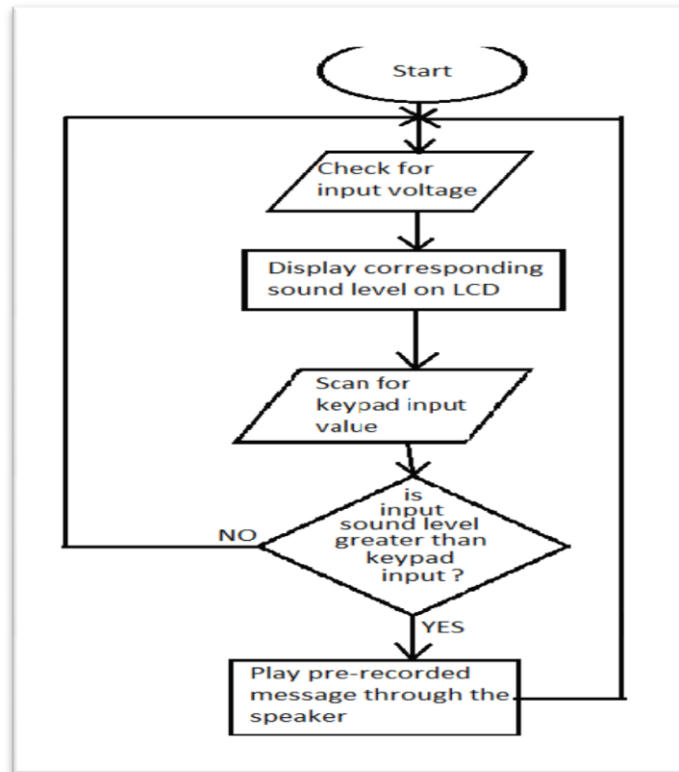 Start
Check for
input voltage
Display corresponding
sound level on LCD
Scan for
keypad input
value
is
input
sound level
greater than
keypad
input ?
NO
YES
Play pre-recorded
message through the
speaker